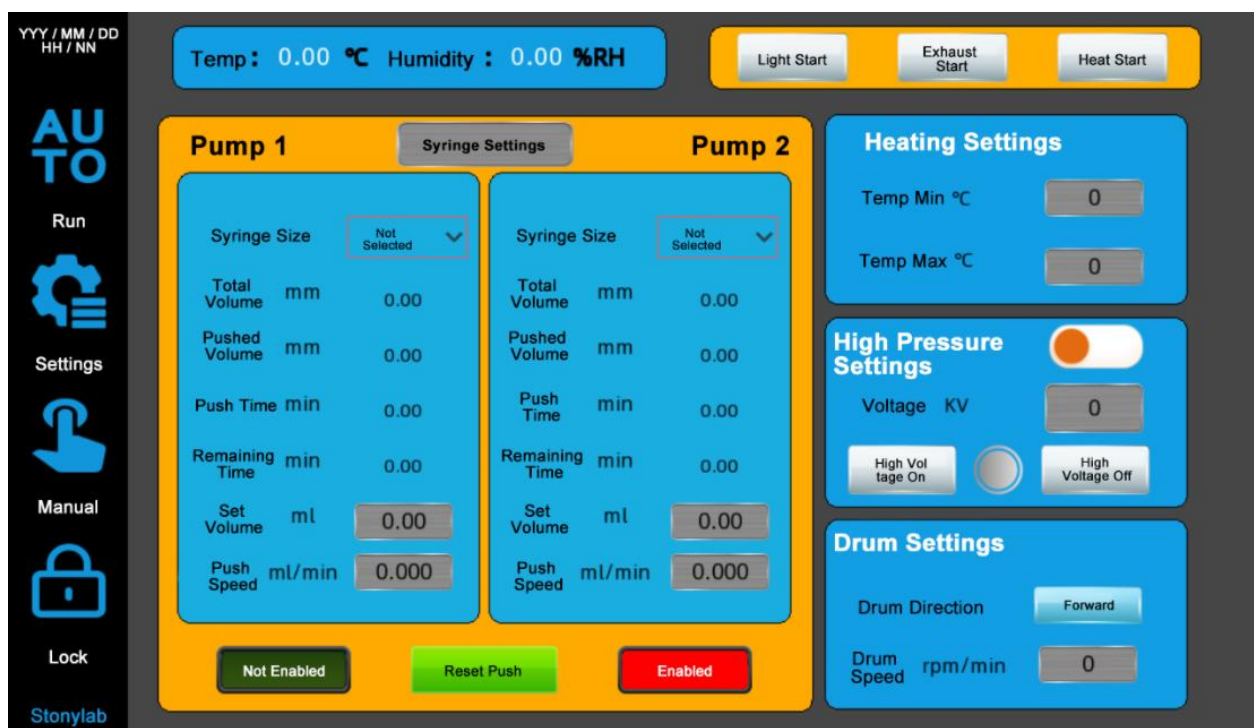 YYY / MM / DD
HH / NN
AUTO
Run
Settings
Manual
Lock
Stonylab
Temp: 0.00 ℃ Humidity : 0.00 %RH
Light Start
Exhaust
Start
Heat Start
Pump 1
Syringe Settings
Pump 2
Syringe Size
Not
Selected
Total
Volume mm 0.00
Pushed
Volume mm 0.00
Push Time min 0.00
Remaining
Time min 0.00
Set
Volume ml 0.00
Push
Speed ml/min 0.000
Syringe Size
Not
Selected
Total
Volume mm 0.00
Pushed
Volume mm 0.00
Push
Time min 0.00
Remaining
Time min 0.00
Set
Volume ml 0.00
Push
Speed ml/min 0.000
Not Enabled
Reset Push
Enabled
Heating Settings
Temp Min ℃ 0
Temp Max ℃ 0
High Pressure
Settings
Voltage KV 0
High Vol
tage On
High
Voltage Off
Drum Settings
Drum Direction Forward
Drum
Speed rpm/min 0